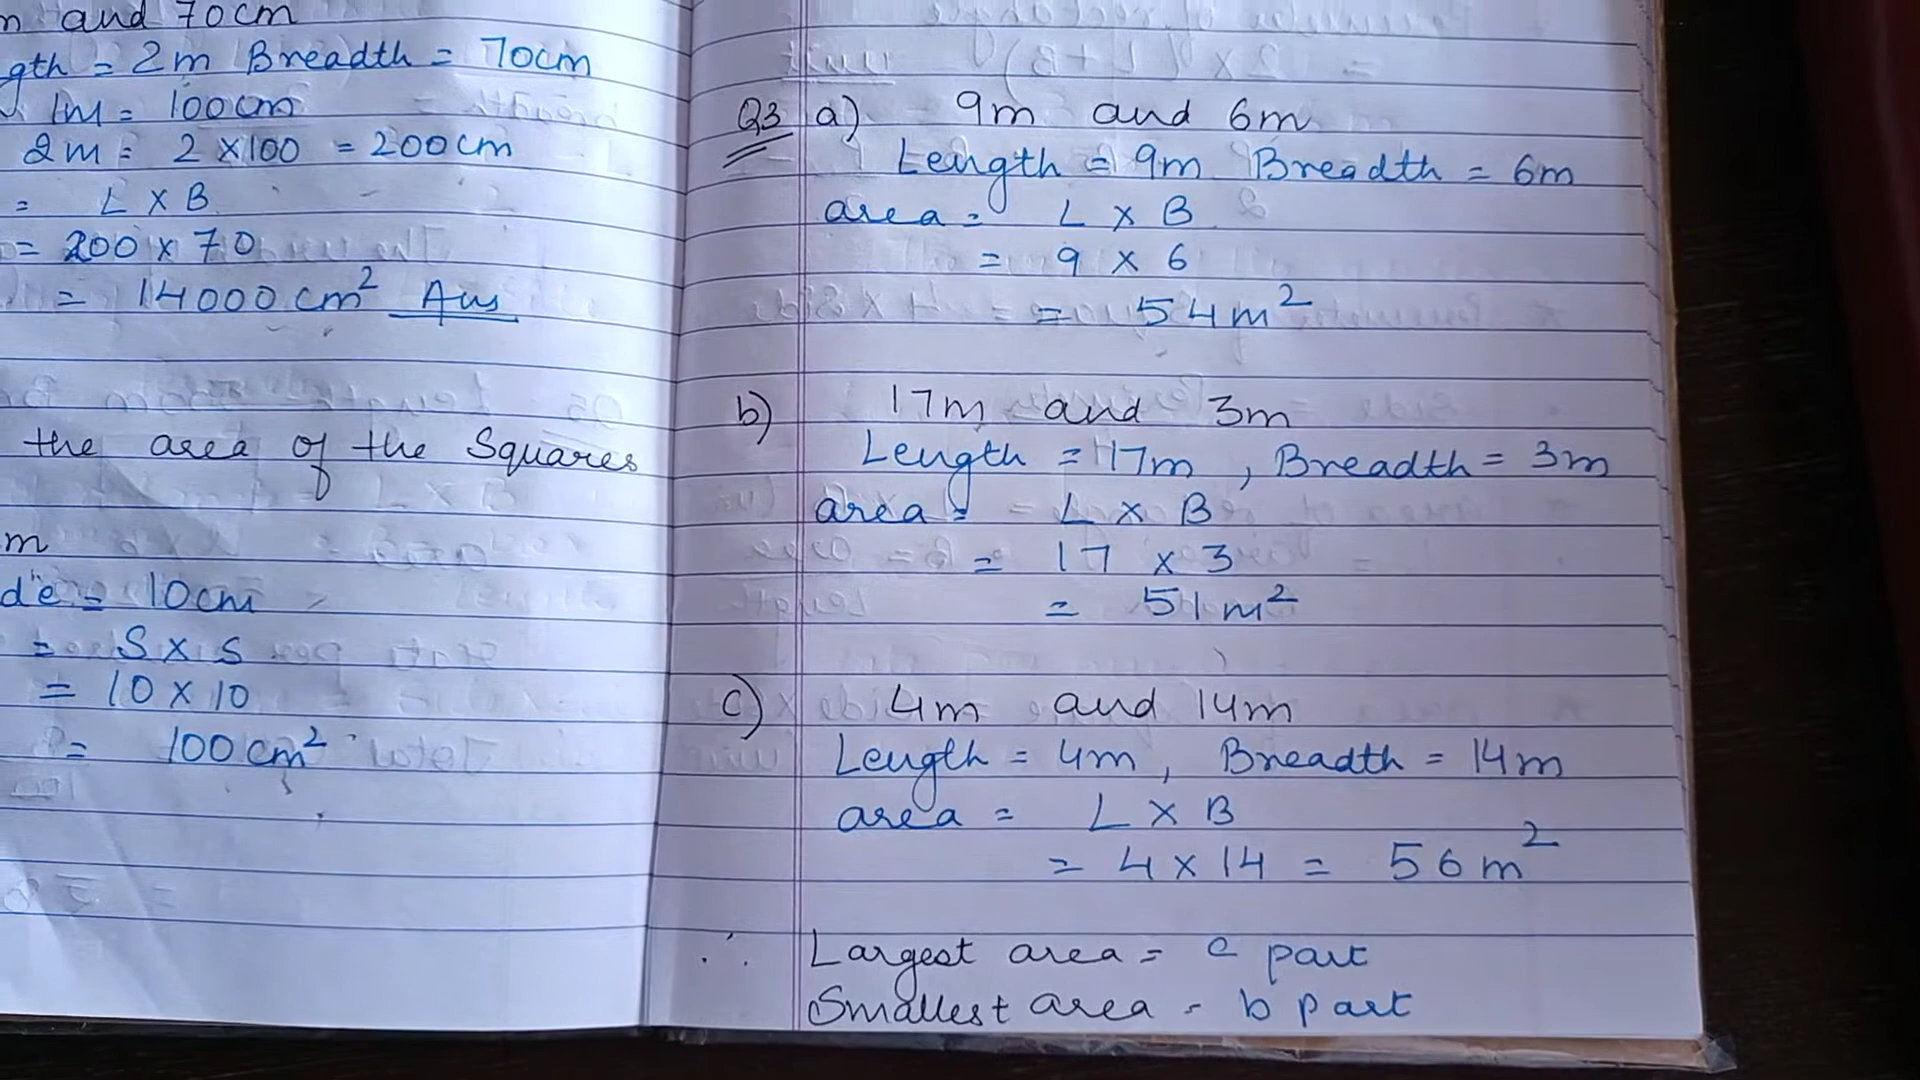 and 70cm
gth = 2m Breadth = 70cm
1m = 100cm
2m = 2 x 100 = 200cm
= L x B
= 200 x 70
= 14000 cm² Ans
the area of the Squares
m
de = 10cm
= S x S
= 10 x 10
= 100 cm²
Q3 a) 9m and 6m
Length = 9m Breadth = 6m
area = L x B
= 9 x 6
= 54m²
b) 17m and 3m
Length = 17m, Breadth = 3m
area = L x B
= 17 x 3
= 51m²
c) 4m and 14m
Length = 4m, Breadth = 14m
area = L x B
= 4 x 14 = 56m²
∴ Largest area = c part
Smallest area - b part